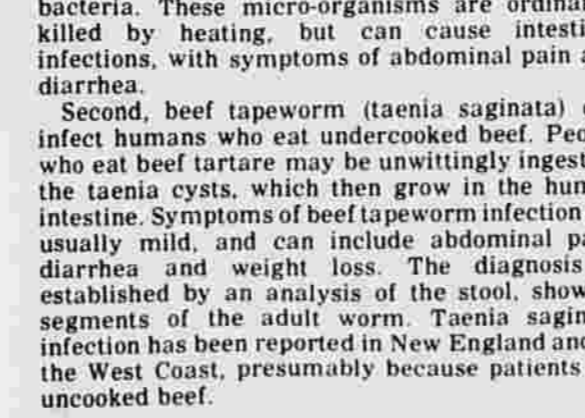 bacteria. These micro-organisms are ordina
killed by heating, but can cause intesti
infections, with symptoms of abdominal pain a
diarrhea.
Second, beef tapeworm (taenia saginata)
infect humans who eat undercooked beef. Peo
who eat beef tartare may be unwittingly ingest
the taenia cysts, which then grow in the hum
intestine. Symptoms of beef tapeworm infection
usually mild, and can include abdominal pa
diarrhea and weight loss. The diagnosis
established by an analysis of the stool, show
segments of the adult worm. Taenia sagin
infection has been reported in New England and
the West Coast, presumably because patients
uncooked beef.